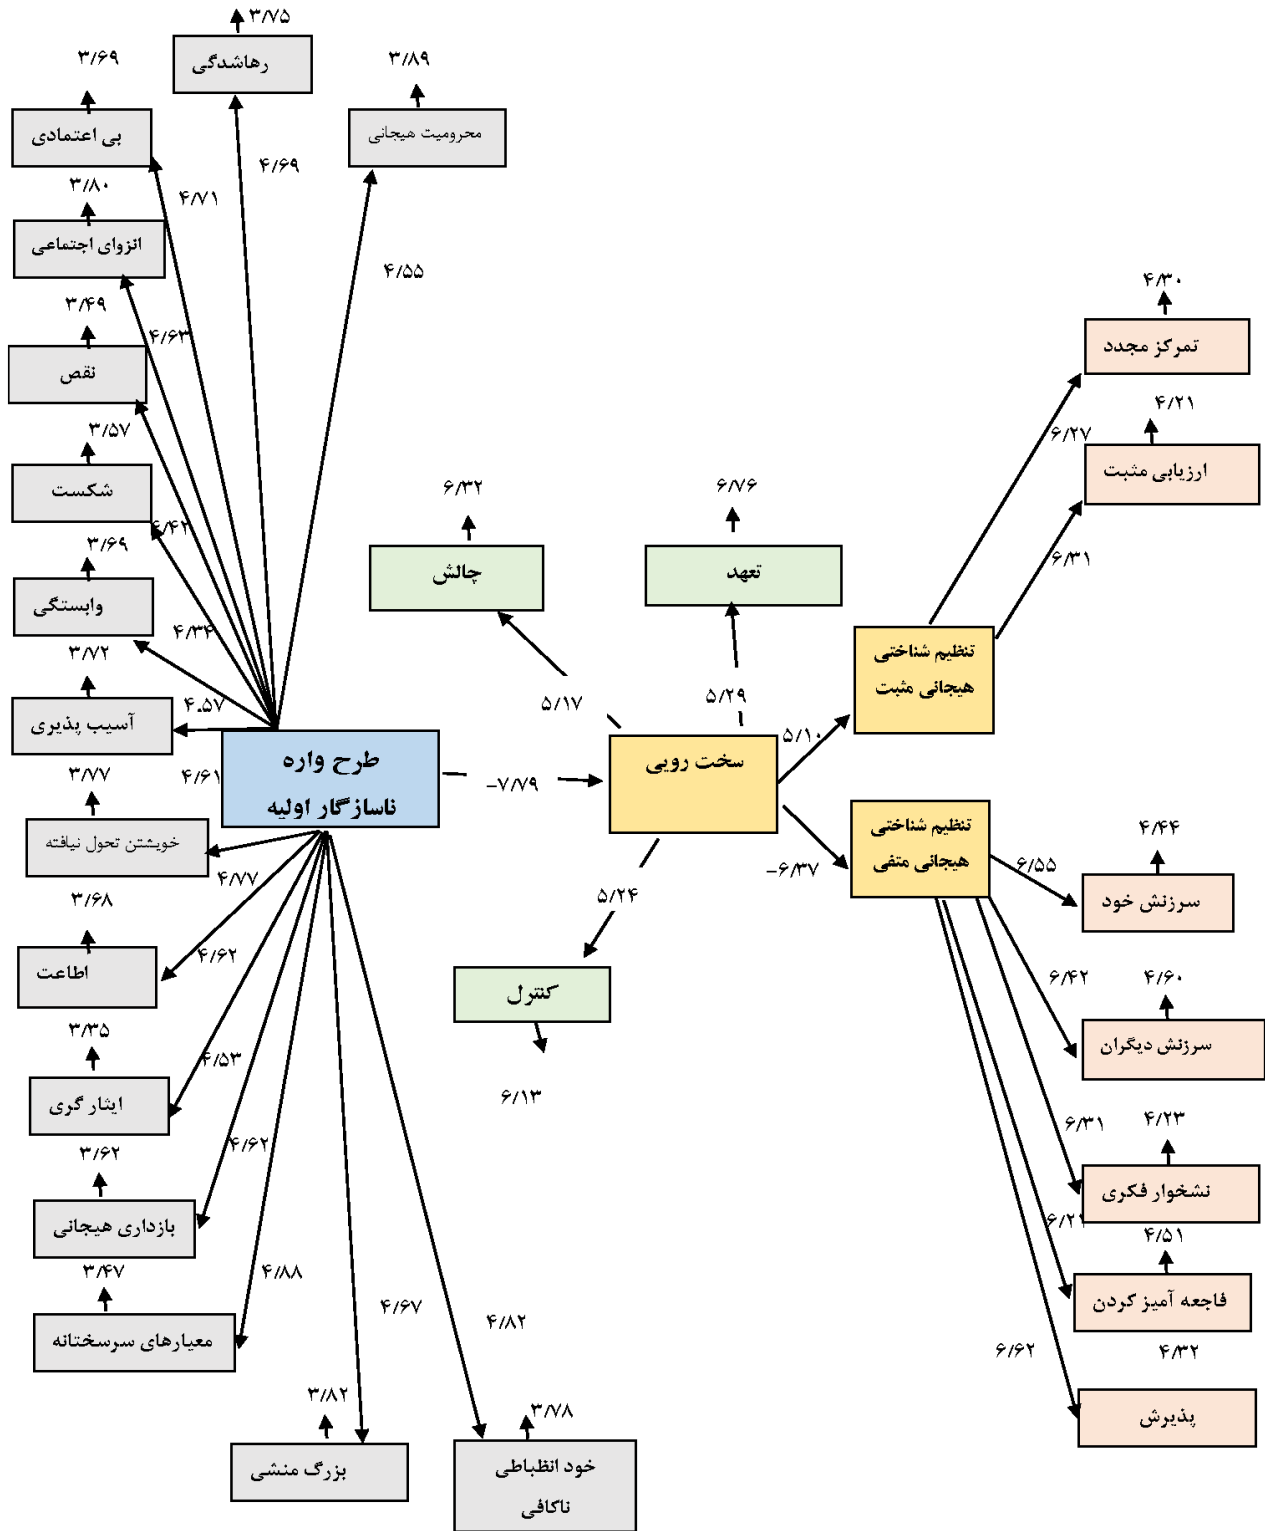 ۳/۷۵
رهاشدگی
۳/۶۹
بی اعتمادی
۳/۸۹
محرومیت هیجانی
۴/۶۹
۴/۷۱
۳/۸۰
انزوای اجتماعی
۴/۵۵
۴/۶۳
۳/۴۹
نقص
۳/۵۷
شکست
۴/۴۲
۳/۶۹
وابستگی
۴/۳۴
۳/۷۲
آسیب پذیری
۴.۵۷
۴/۶۱
طرح واره
ناسازگار اولیه
۳/۷۷
خویشتن تحول نیافته
۴/۷۷
۳/۶۸
اطاعت
۴/۶۲
۳/۳۵
ایثار گری
۴/۵۳
۳/۶۲
بازداری هیجانی
۴/۶۲
۳/۴۷
معیارهای سرسختانه
۴/۸۸
۴/۶۷
۴/۸۲
۳/۸۲
بزرگ منشی
۳/۷۸
خود انظباطی
ناکافی
−۷/۷۹
سخت رویی
۶/۳۲
چالش
۵/۱۷
۶/۷۶
تعهد
۵/۲۹
۵/۲۴
کنترل
۶/۱۳
۵/۱۰
تنظیم شناختی
هیجانی مثبت
−۶/۳۷
تنظیم شناختی
هیجانی منفی
۴/۳۰
تمرکز مجدد
۶/۲۷
۴/۲۱
ارزیابی مثبت
۶/۳۱
۴/۴۴
سرزنش خود
۶/۵۵
۴/۶۰
سرزنش دیگران
۶/۴۲
۴/ۢ۲۳
نشخوار فکری
۶/۳۱
۴/۵۱
فاجعه آمیز کردن
۴/۳۲
پذیرش
۶/۶۲